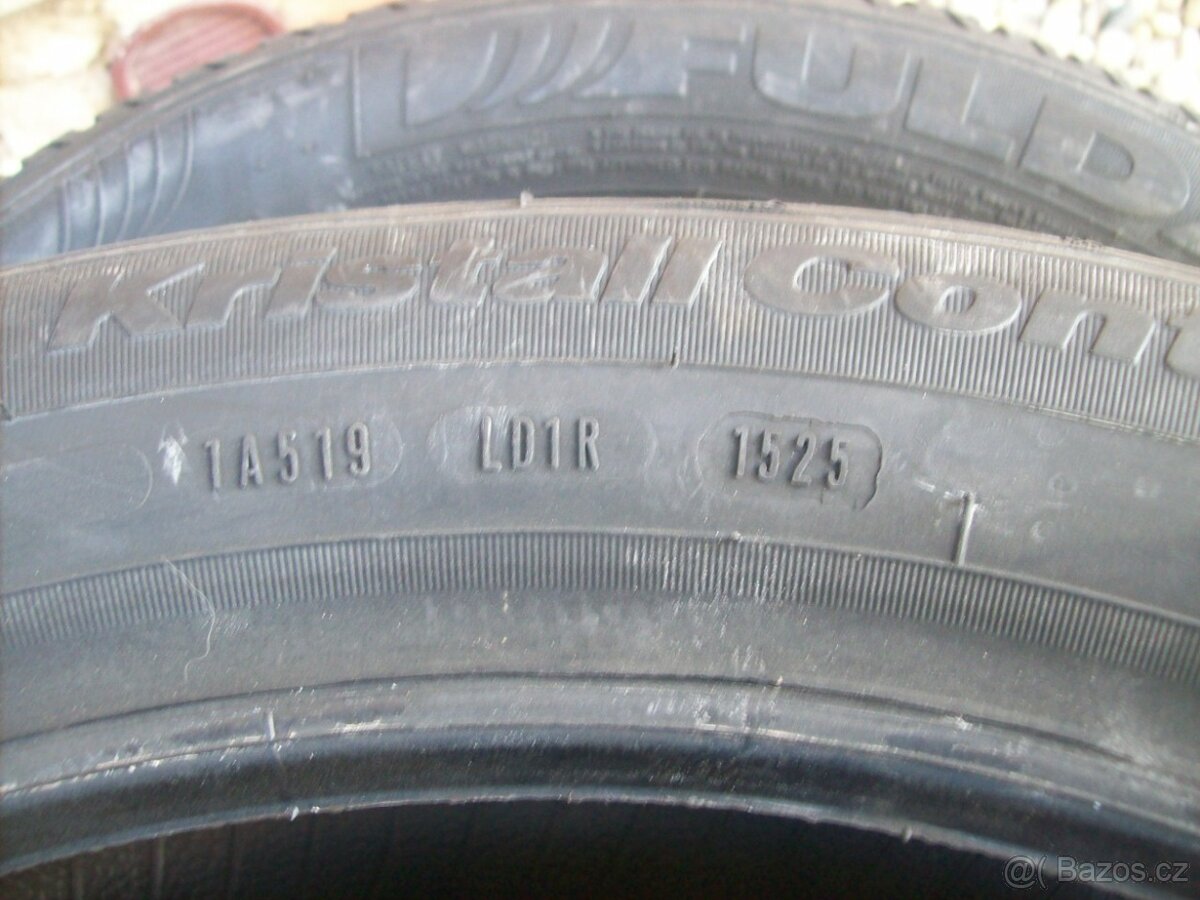 FULD
Kristall Cont
1A519 LD1R 1525
@( Bazos.cz